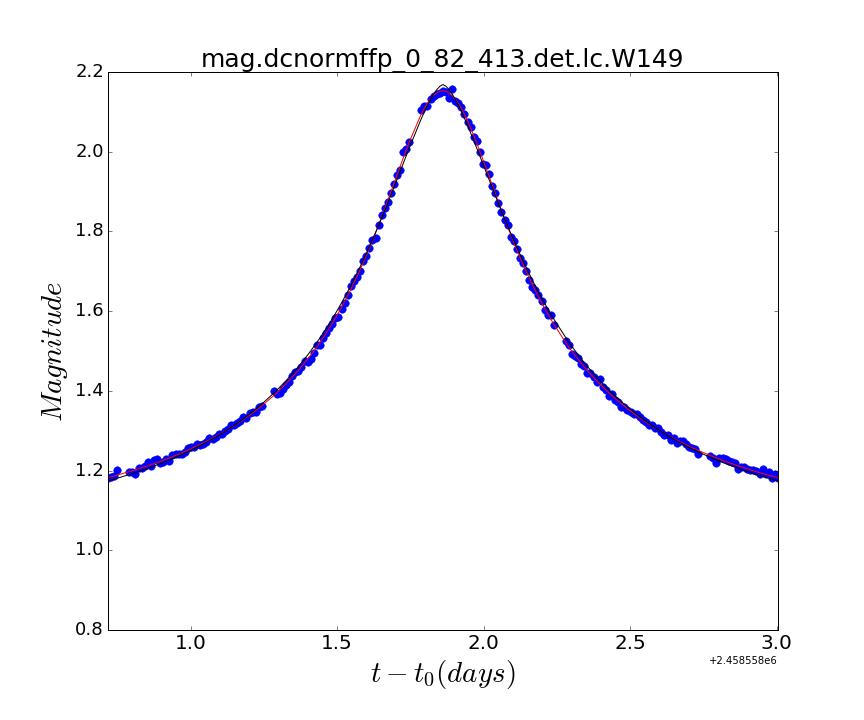 mag.dcnormffp_0_82_413.det.lc.W149
2.2
2.0
1.8
1.6
1.4
1.2
1.0
0.8
Magnitude
1.0 1.5 2.0 2.5 3.0
+2.458558e6
t − t₀(days)